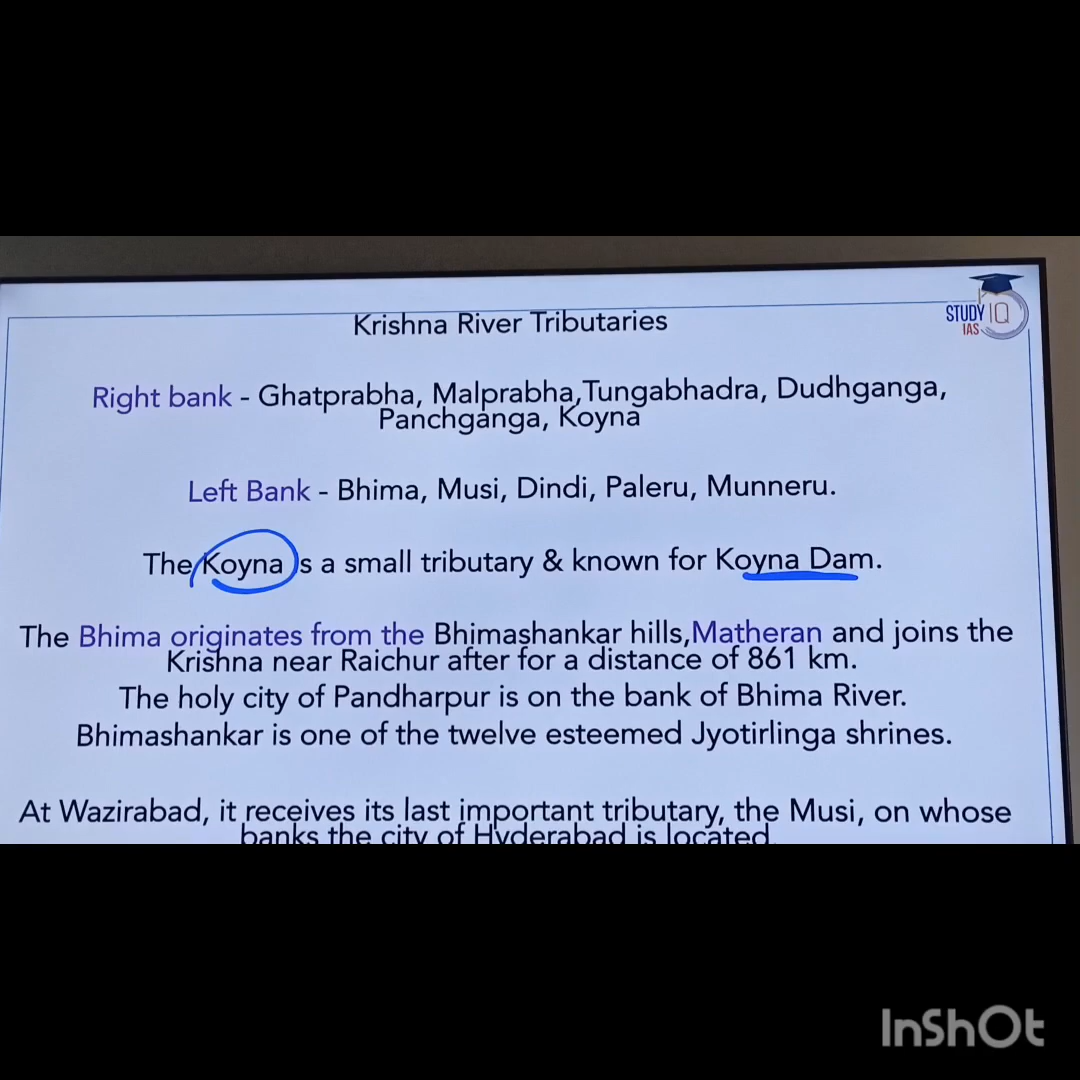 STUDY IQ
IAS
Krishna River Tributaries
Right bank - Ghatprabha, Malprabha,Tungabhadra, Dudhganga,
Panchganga, Koyna
Left Bank - Bhima, Musi, Dindi, Paleru, Munneru.
The Koyna is a small tributary & known for Koyna Dam.
The Bhima originates from the Bhimashankar hills,Matheran and joins the
Krishna near Raichur after for a distance of 861 km.
The holy city of Pandharpur is on the bank of Bhima River.
Bhimashankar is one of the twelve esteemed Jyotirlinga shrines.
At Wazirabad, it receives its last important tributary, the Musi, on whose
banks the city of Hyderabad is located.
InShOt